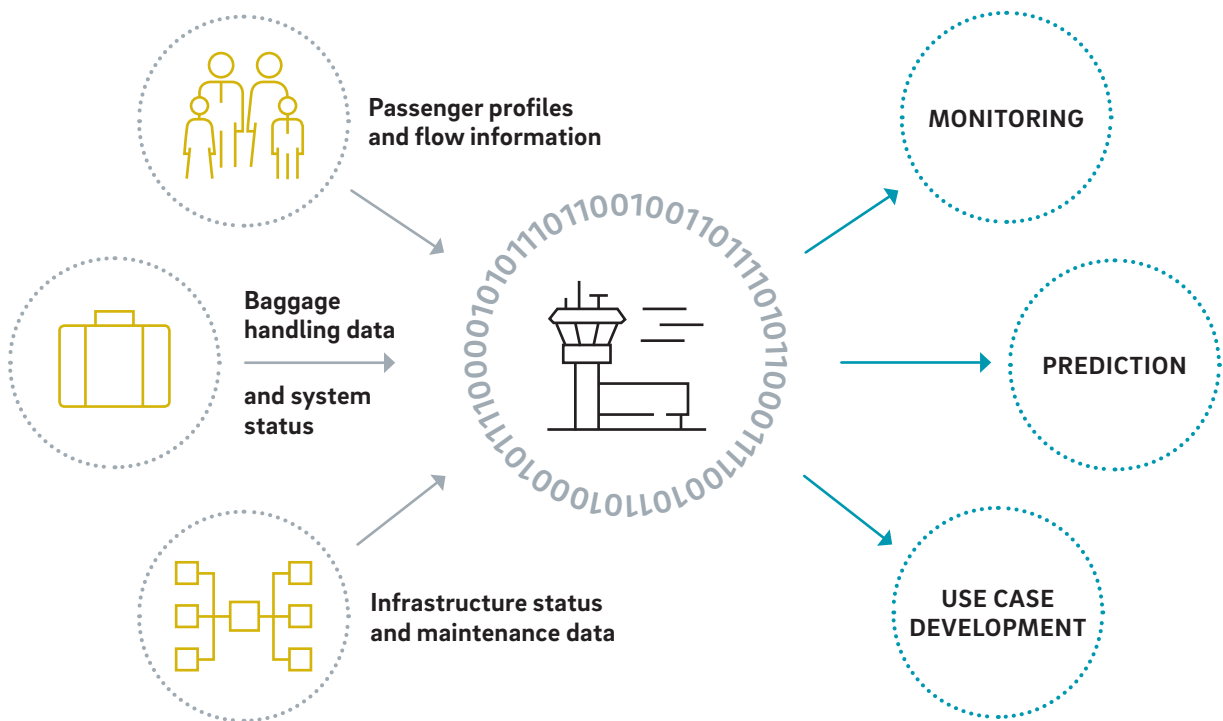 Passenger profiles
and flow information
MONITORING
Baggage
handling data
and system
status
PREDICTION
Infrastructure status
and maintenance data
USE CASE
DEVELOPMENT